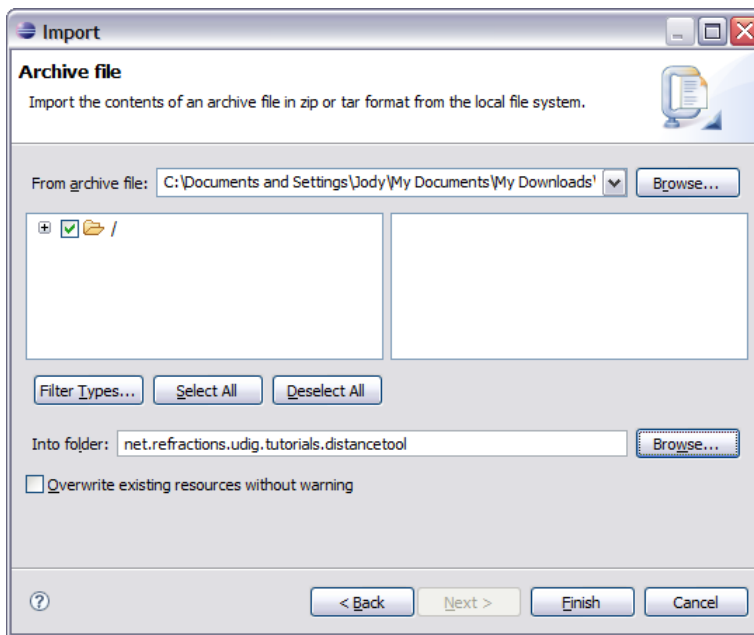 Import
Archive file
Import the contents of an archive file in zip or tar format from the local file system.
From archive file: C:\Documents and Settings\Jody\My Documents\My Downloads\ Browse...
/
Filter Types... Select All Deselect All
Into folder: net.refractions.udig.tutorials.distancetool Browse...
Overwrite existing resources without warning
? < Back Next > Finish Cancel